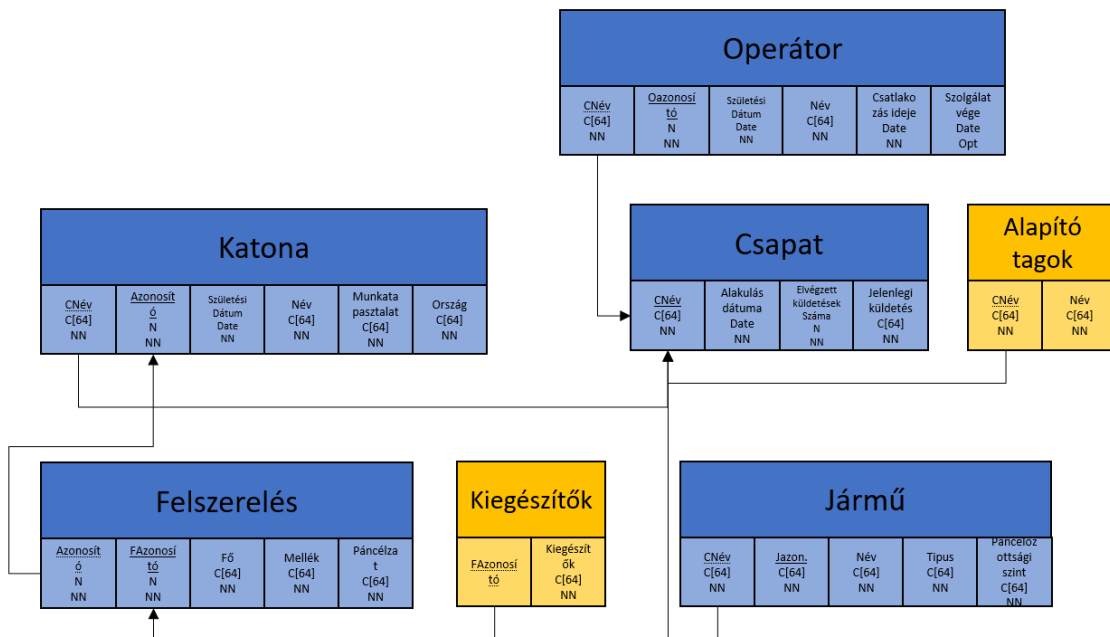 Operátor
CNév
C[64]
NN
Oazonosí
tó
N
NN
Születési
Dátum
Date
NN
Név
C[64]
NN
Csatlako
zás ideje
Date
NN
Szolgálat
vége
Date
Opt
Katona
CNév
C[64]
NN
Azonosít
ó
N
NN
Születési
Dátum
Date
NN
Név
C[64]
NN
Munkata
pasztalat
C[64]
NN
Ország
C[64]
NN
Csapat
CNév
C[64]
NN
Alakulás
dátuma
Date
NN
Elvégzett
küldetések
Száma
N
NN
Jelenlegi
küldetés
C[64]
NN
Alapító
tagok
CNév
C[64]
NN
Név
C[64]
NN
Felszerelés
Azonosít
ó
N
NN
FAzonosí
tó
N
NN
Fő
C[64]
NN
Mellék
C[64]
NN
Páncélza
t
C[64]
NN
Kiegészítők
FAzonosí
tó
Kiegészít
ők
C[64]
NN
Jármű
CNév
C[64]
NN
Jazon.
C[64]
NN
Név
C[64]
NN
Tipus
C[64]
NN
Páncéloz
ottsági
szint
C[64]
NN